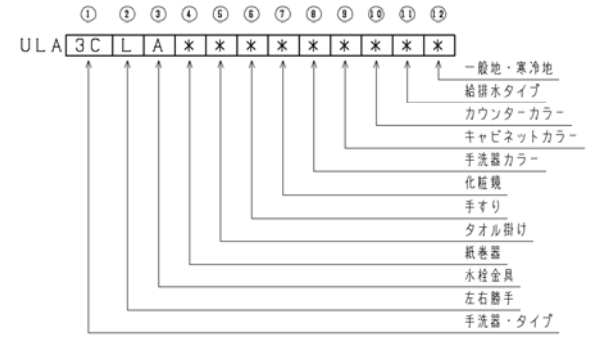 ① ② ③ ④ ⑤ ⑥ ⑦ ⑧ ⑨ ⑩ ⑪ ⑫
ULA 3C L A * * * * * * * * *
一般地・寒冷地
給排水タイプ
カウンターカラー
キャビネットカラー
手洗器カラー
化粧鏡
手すり
タオル掛け
紙巻器
水栓金具
左右勝手
手洗器・タイプ